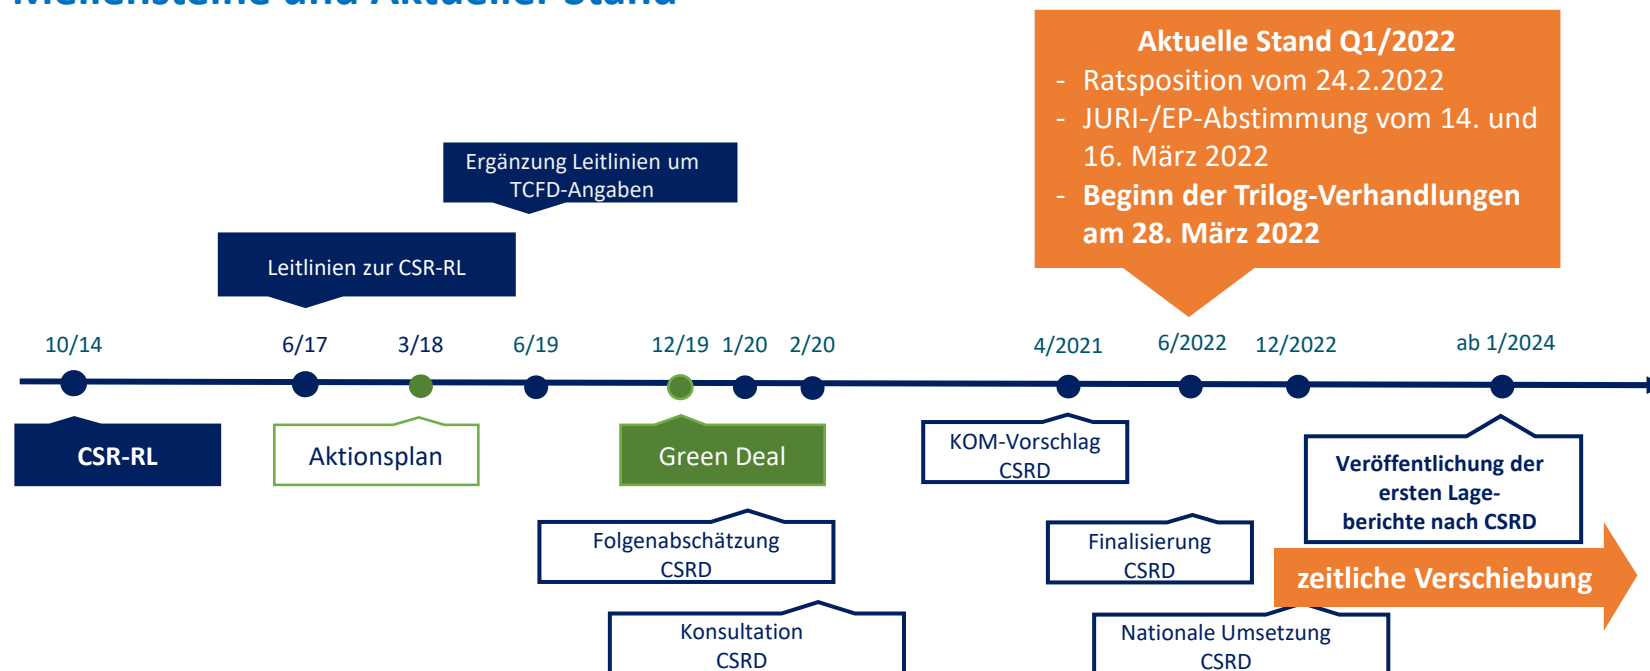 Meilensteine und Aktueller Stand
Aktuelle Stand Q1/2022
- Ratsposition vom 24.2.2022
- JURI-/EP-Abstimmung vom 14. und
16. März 2022
- Beginn der Trilog-Verhandlungen
am 28. März 2022
Ergänzung Leitlinien um
TCFD-Angaben
Leitlinien zur CSR-RL
10/14
6/17
3/18
6/19
12/19
1/20
2/20
4/2021
6/2022
12/2022
ab 1/2024
CSR-RL
Aktionsplan
Green Deal
KOM-Vorschlag
CSRD
Veröffentlichung der
ersten Lage-
berichte nach CSRD
Folgenabschätzung
CSRD
Finalisierung
CSRD
zeitliche Verschiebung
Konsultation
CSRD
Nationale Umsetzung
CSRD